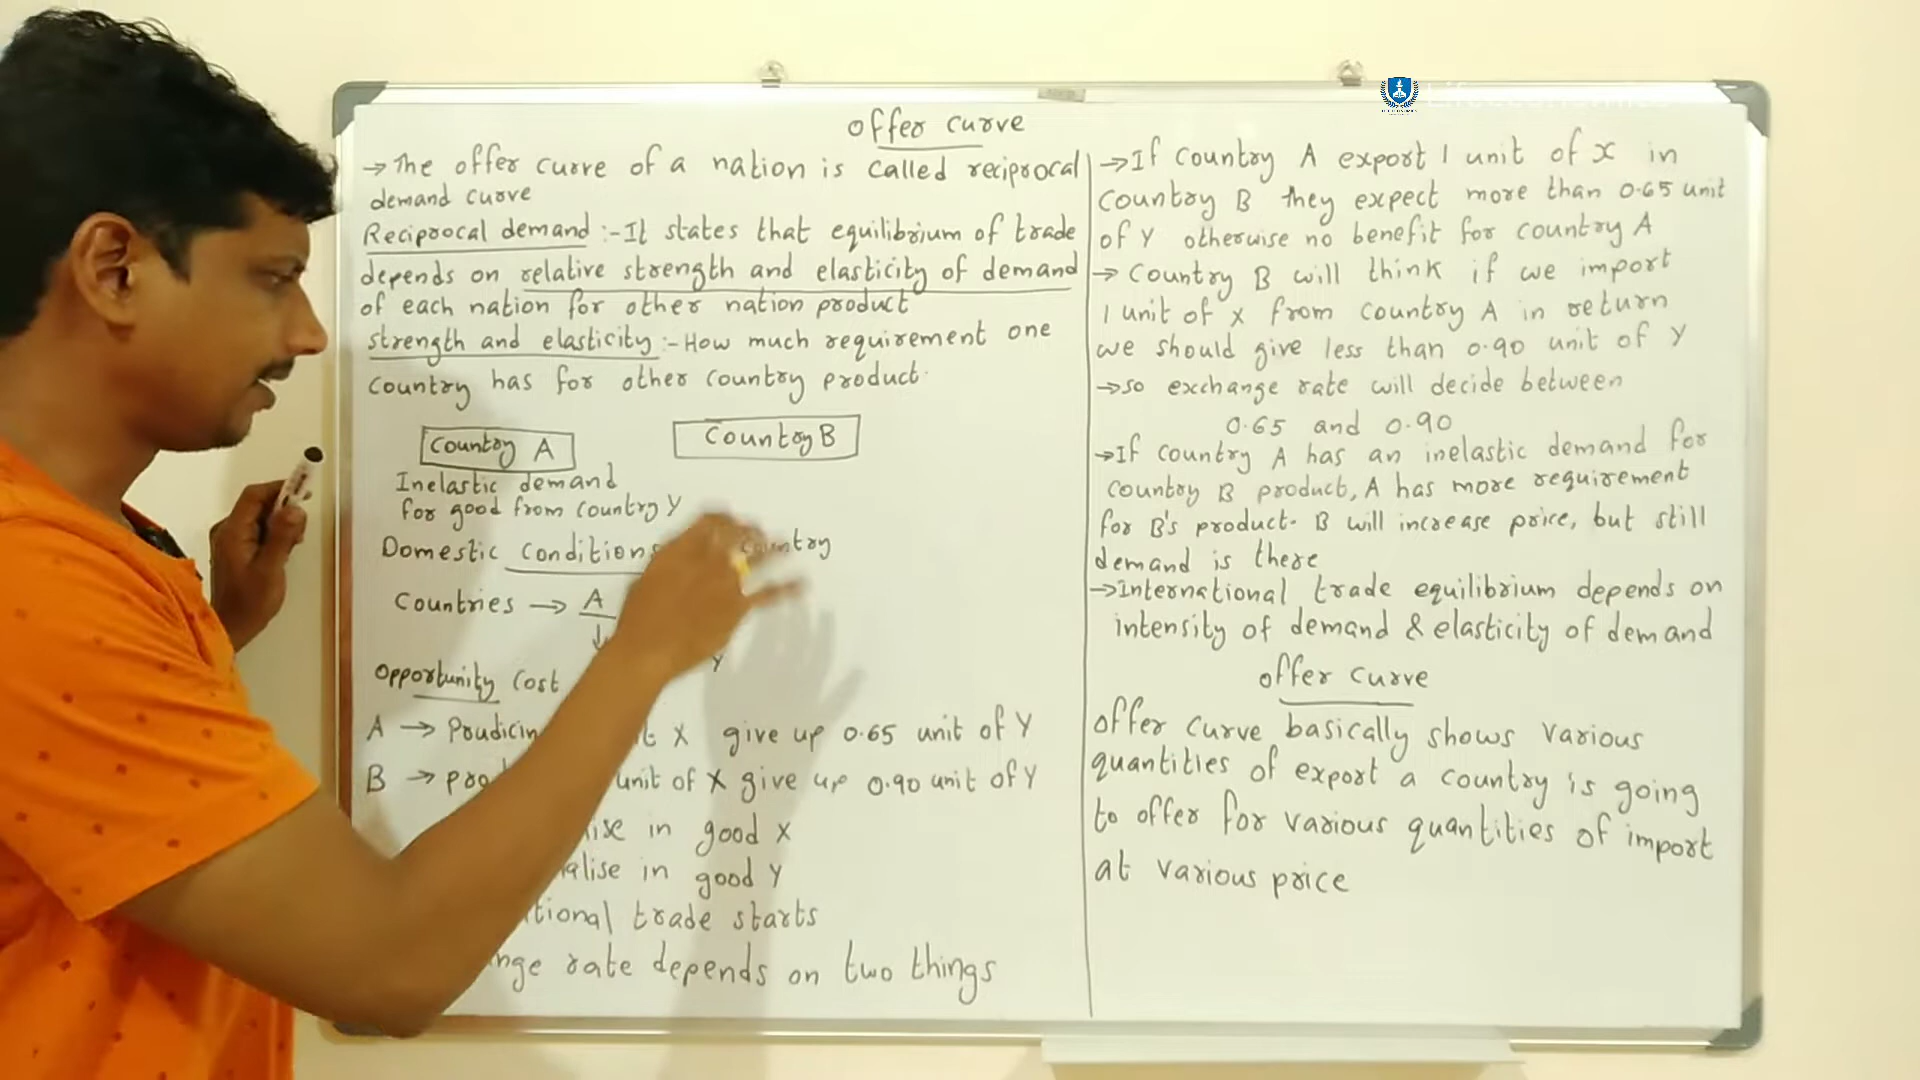 Offer curve
→The offer curve of a nation is called reciprocal
demand curve
Reciprocal demand :-It states that equilibrium of trade
depends on relative strength and elasticity of demand
of each nation for other nation product
strength and elasticity :- How much requirement one
country has for other country product.
Country A
Country B
Inelastic demand
for good from country Y
Domestic conditions country
Countries → A
↓
Y
Opportunity cost
A → Poudicin X give up 0.65 unit of Y
B → unit of X give up 0.90 unit of Y
in good X
in good Y
trade starts
rate depends on two things
→If country A export 1 unit of x in
country B they expect more than 0.65 unit
of Y otherwise no benefit for country A
→ Country B will think if we import
1 unit of x from country A in return
we should give less than 0.90 unit of Y
→so exchange rate will decide between
0.65 and 0.90
→If country A has an inelastic demand for
country B product, A has more requirement
for B's product. B will increase price, but still
demand is there
→International trade equilibrium depends on
intensity of demand & elasticity of demand
offer curve
offer curve basically shows various
quantities of export a country is going
to offer for various quantities of import
at various price